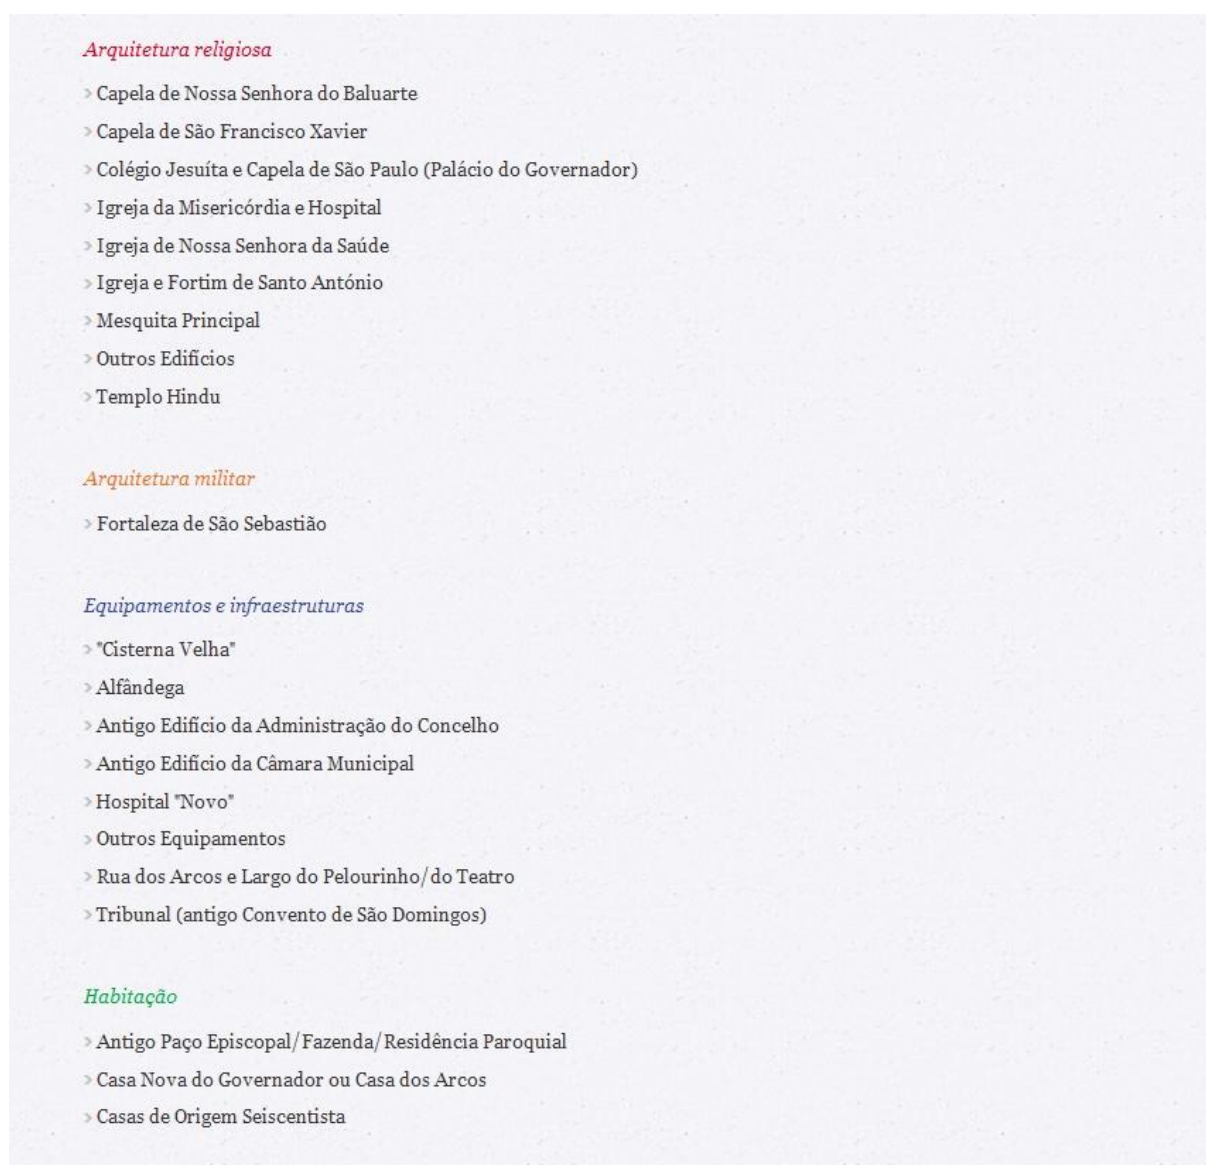 Arquitetura religiosa
> Capela de Nossa Senhora do Baluarte
> Capela de São Francisco Xavier
> Colégio Jesuíta e Capela de São Paulo (Palácio do Governador)
> Igreja da Misericórdia e Hospital
> Igreja de Nossa Senhora da Saúde
> Igreja e Fortim de Santo António
> Mesquita Principal
> Outros Edifícios
> Templo Hindu
Arquitetura militar
> Fortaleza de São Sebastião
Equipamentos e infraestruturas
> "Cisterna Velha"
> Alfândega
> Antigo Edifício da Administração do Concelho
> Antigo Edifício da Câmara Municipal
> Hospital "Novo"
> Outros Equipamentos
> Rua dos Arcos e Largo do Pelourinho/do Teatro
> Tribunal (antigo Convento de São Domingos)
Habitação
> Antigo Paço Episcopal/Fazenda/Residência Paroquial
> Casa Nova do Governador ou Casa dos Arcos
> Casas de Origem Seiscentista